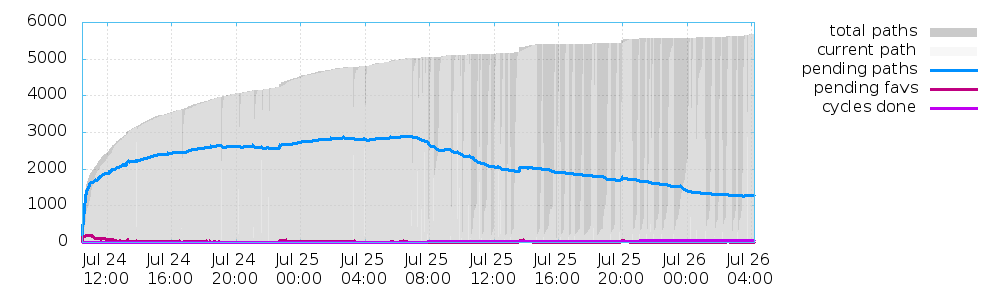 6000
5000
4000
3000
2000
1000
0
Jul 24 Jul 24 Jul 24 Jul 25 Jul 25 Jul 25 Jul 25 Jul 25 Jul 25 Jul 26 Jul 26
12:00 16:00 20:00 00:00 04:00 08:00 12:00 16:00 20:00 00:00 04:00
total paths
current path
pending paths
pending favs
cycles done